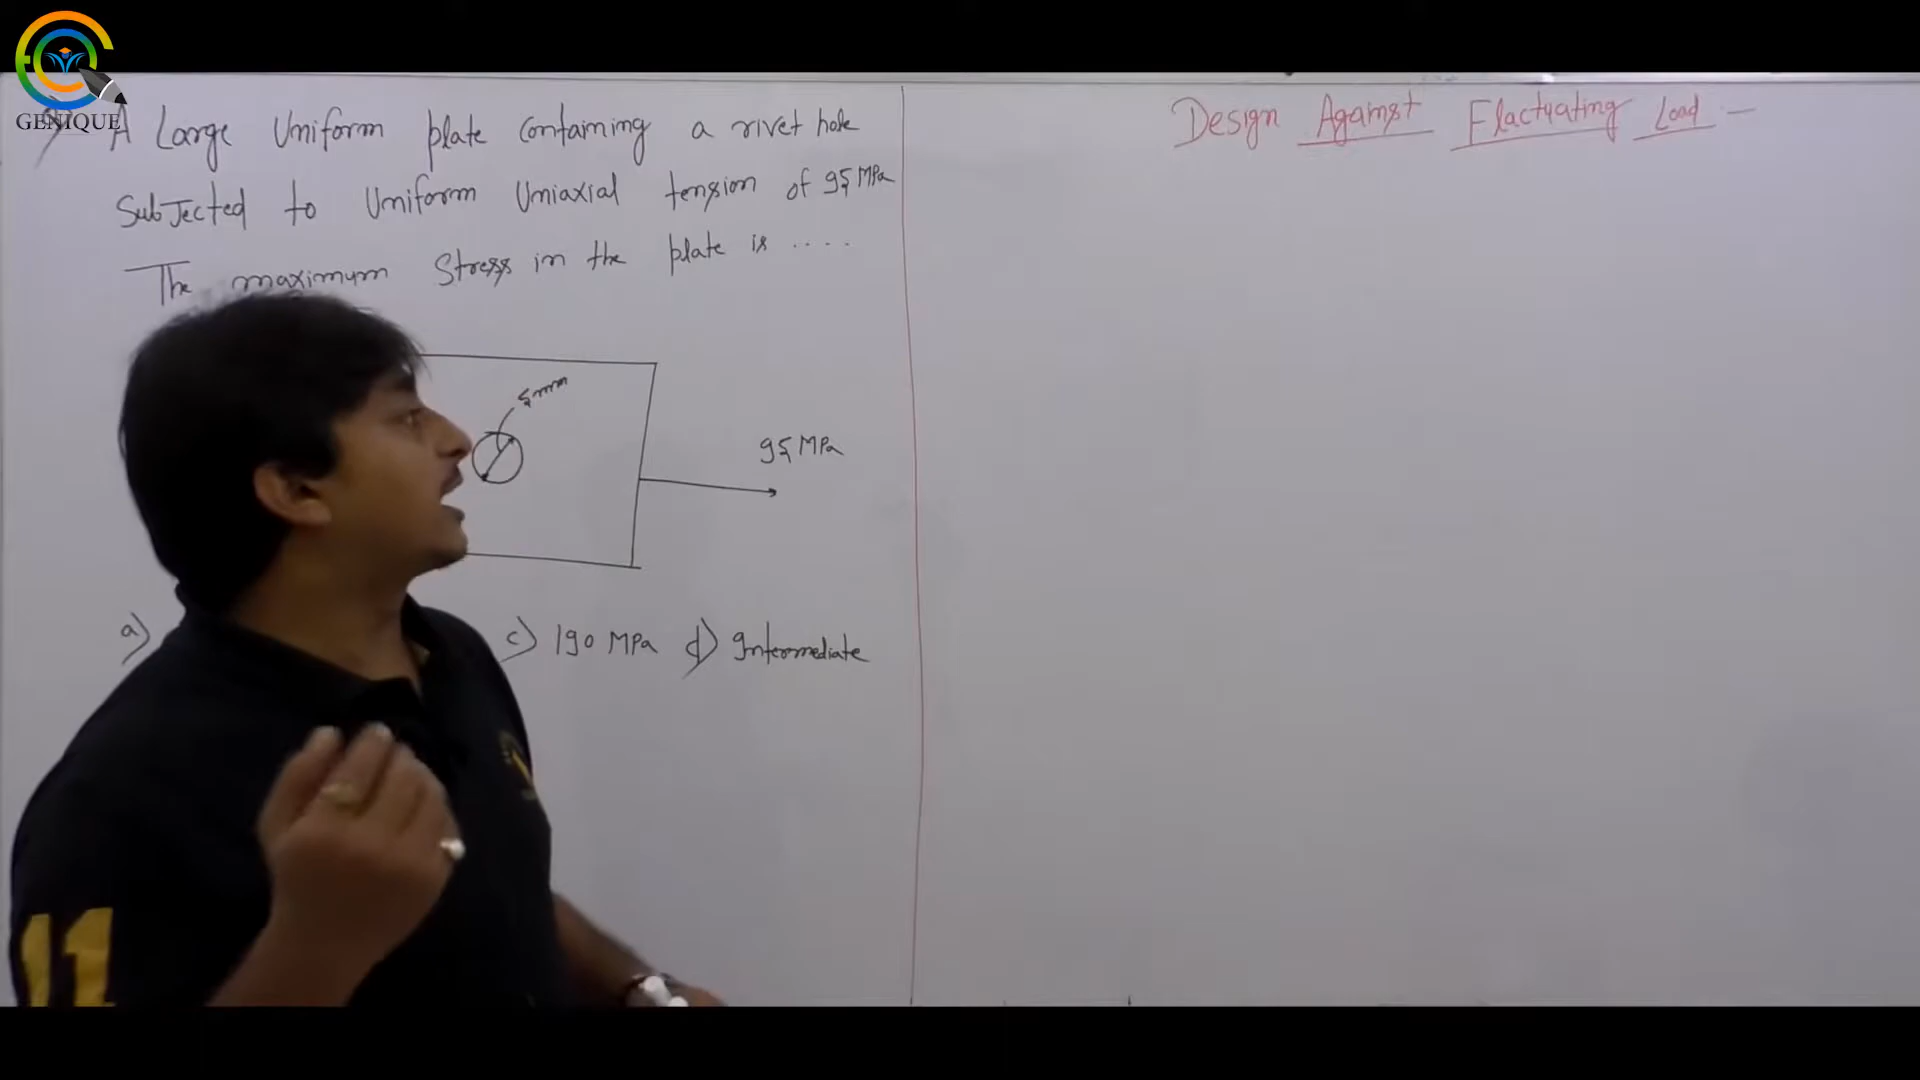 GENIQUE
A Large Uniform plate containing a rivet hole
Subjected to Uniform Uniaxial tension of 95 MPa
The maximum Stress in the plate is ....
5mm
95 MPa
a) c) 190 MPa d) Intermediate
Design Against Flactuating Load -
11